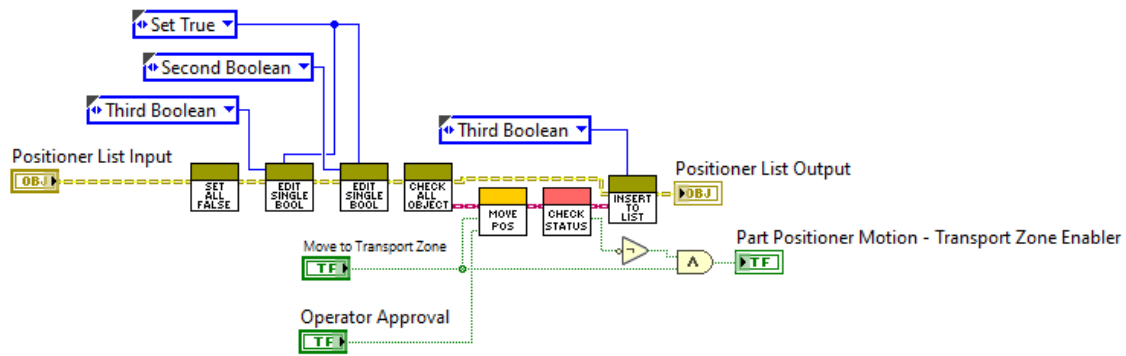 Set True
Second Boolean
Third Boolean
Third Boolean
Positioner List Input
OBJ
SET
ALL
FALSE
EDIT
SINGLE
BOOL
EDIT
SINGLE
BOOL
CHECK
ALL
OBJECT
MOVE
POS
CHECK
STATUS
INSERT
TO
LIST
Positioner List Output
OBJ
Move to Transport Zone
TF
Part Positioner Motion - Transport Zone Enabler
TF
Operator Approval
TF